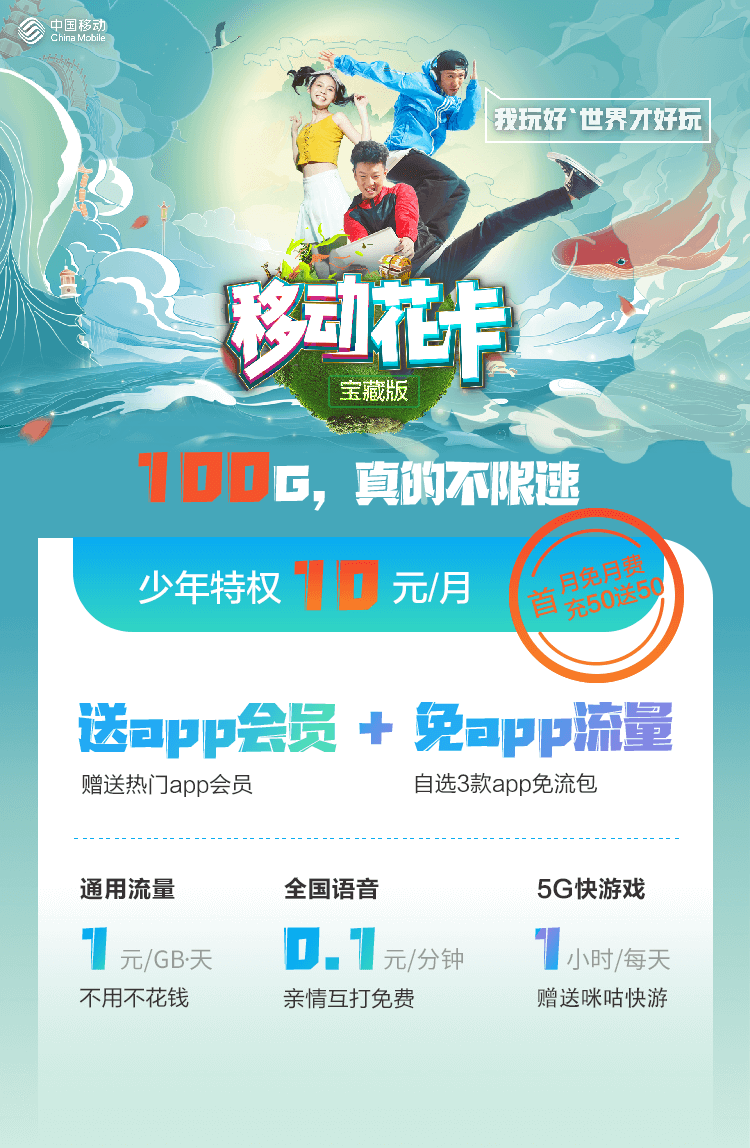 中国移动
China Mobile
我玩好`世界才好玩
移动花卡
宝藏版
100G，真的不限速
少年特权10元/月
首月免月费
充50送50
送app会员+免app流量
赠送热门app会员
自选3款app免流包
通用流量
全国语音
5G快游戏
1元/GB·天
0.1元/分钟
1小时/每天
不用不花钱
亲情互打免费
赠送咪咕快游